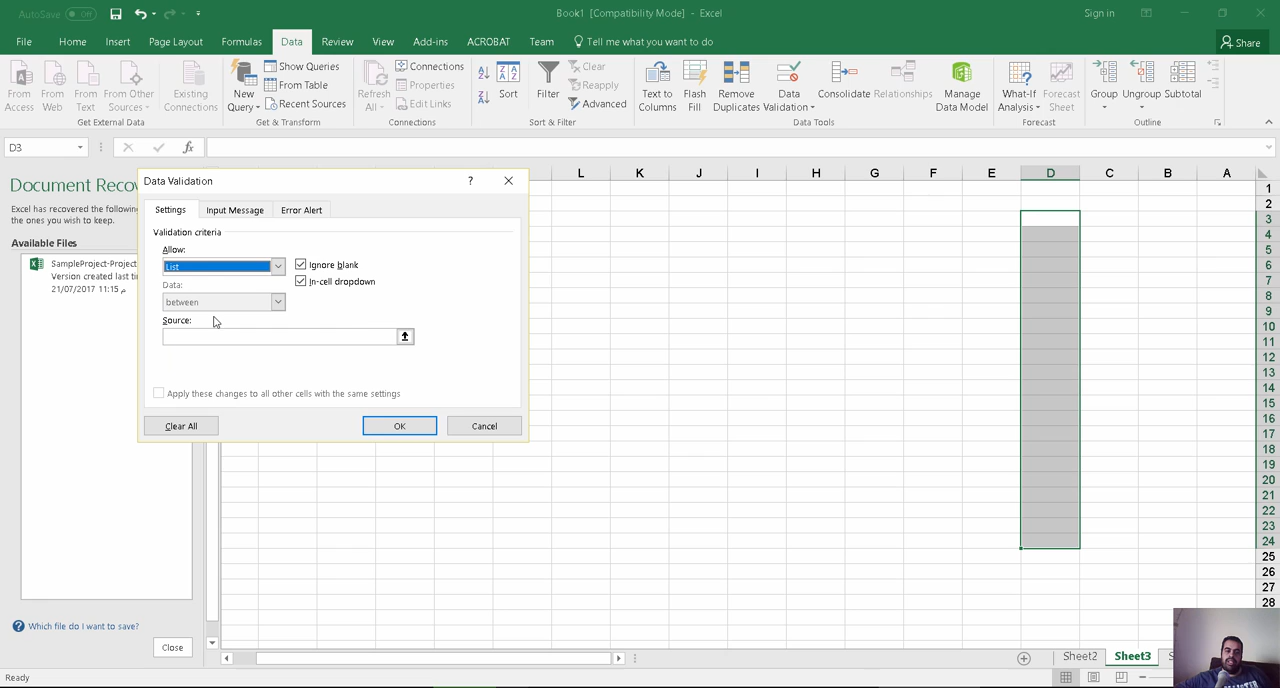 AutoSave Off
Book1 [Compatibility Mode] - Excel
Sign in
File Home Insert Page Layout Formulas Data Review View Add-ins ACROBAT Team Tell me what you want to do
Share
From Access
From Web
From Text
From Other Sources
Existing Connections
Get External Data
New Query
Show Queries
From Table
Recent Sources
Get & Transform
Refresh All
Connections
Properties
Edit Links
Connections
Sort
Filter
Clear
Reapply
Advanced
Sort & Filter
Text to Columns
Flash Fill
Remove Duplicates
Data Validation
Consolidate
Relationships
Manage Data Model
Data Tools
What-If Analysis
Forecast Sheet
Forecast
Group
Ungroup
Subtotal
Outline
D3
fx
Document Reco
Excel has recovered the following
the ones you wish to keep.
Available Files
SampleProject-Project
Version created last tim
21/07/2017 11:15 م
Which file do I want to save?
Close
Data Validation
?
Settings Input Message Error Alert
Validation criteria
Allow:
List
Ignore blank
Data:
In-cell dropdown
between
Source:
Apply these changes to all other cells with the same settings
Clear All
OK
Cancel
L K J I H G F E D C B A
1
2
3
4
5
6
7
8
9
10
11
12
13
14
15
16
17
18
19
20
21
22
23
24
25
26
27
28
Sheet2 Sheet3 S
Ready